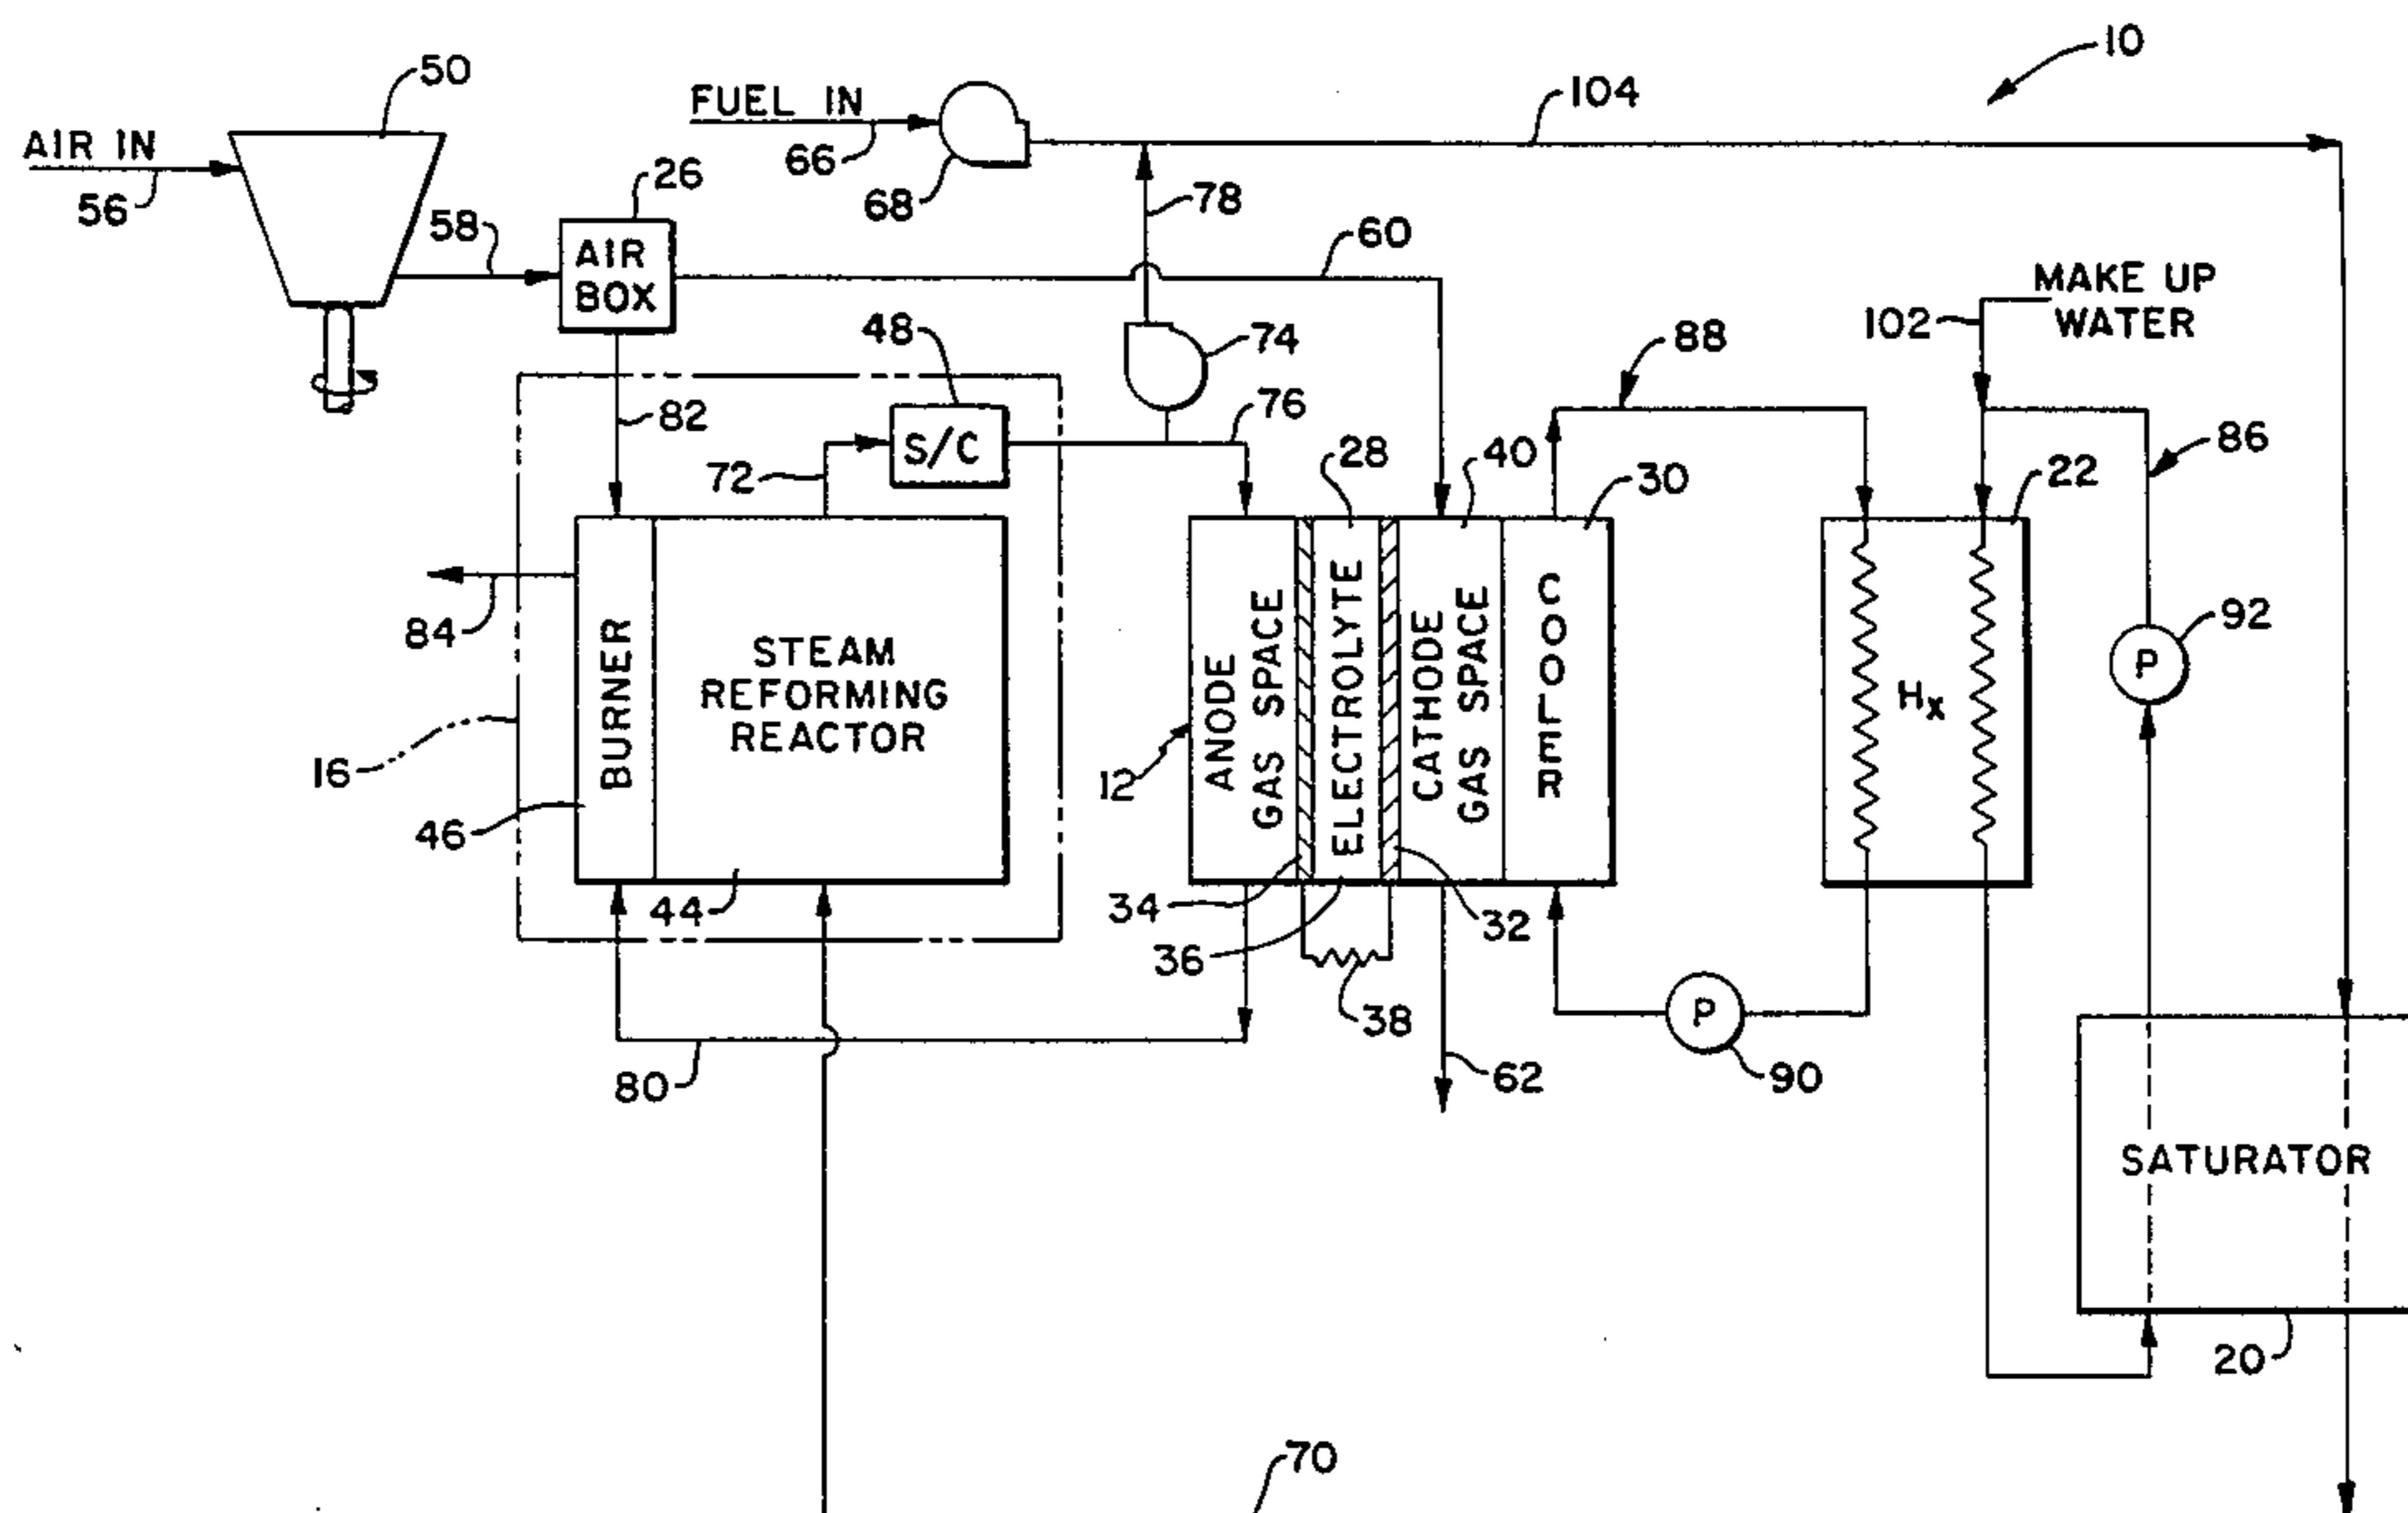 10
50
FUEL IN
104
AIR IN
66
26
68
78
56
58
60
AIR
BOX
MAKE UP
WATER
102
48
74
88
82
76
86
S/C
28
40
72
30
22
84
BURNER
STEAM
REFORMING
REACTOR
ANODE
GAS SPACE
ELECTROLYTE
CATHODE
GAS SPACE
COOLER
Hx
P
92
16
12
46
44
34
32
36
38
P
90
80
62
SATURATOR
20
70